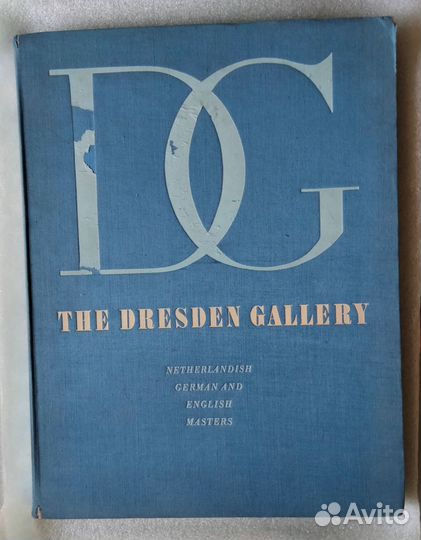 DG
THE DRESDEN GALLERY
NETHERLANDISH
GERMAN AND
ENGLISH
MASTERS
Avito